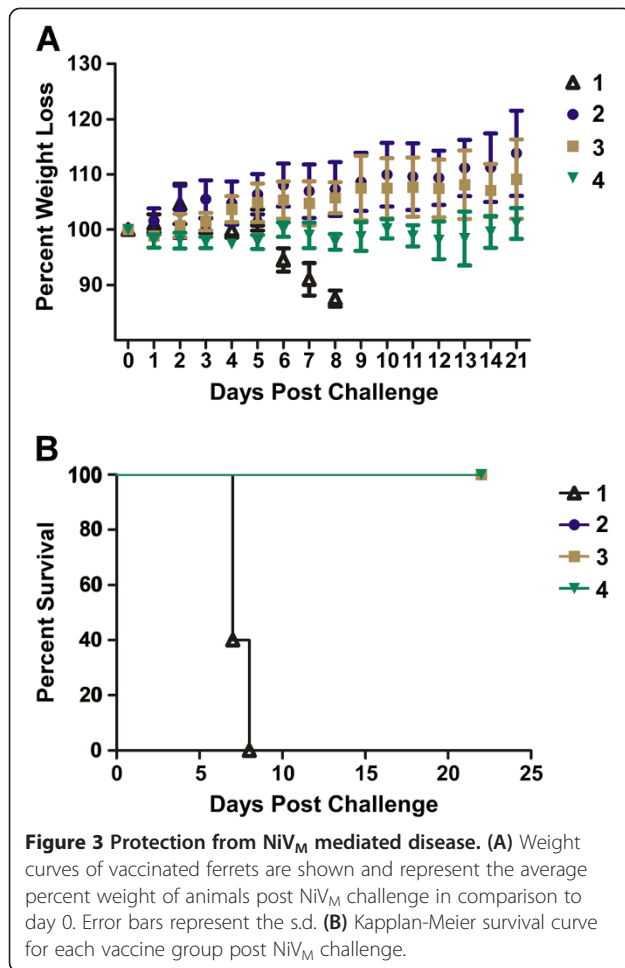 A
Percent Weight Loss
130
120
110
100
90
0 1 2 3 4 5 6 7 8 9 10 11 12 13 14 21
Days Post Challenge
1
2
3
4
B
Percent Survival
100
80
60
40
20
0
0 5 10 15 20 25
Days Post Challenge
1
2
3
4
Figure 3 Protection from NiVM mediated disease. (A) Weight
curves of vaccinated ferrets are shown and represent the average
percent weight of animals post NiVM challenge in comparison to
day 0. Error bars represent the s.d. (B) Kapplan-Meier survival curve
for each vaccine group post NiVM challenge.